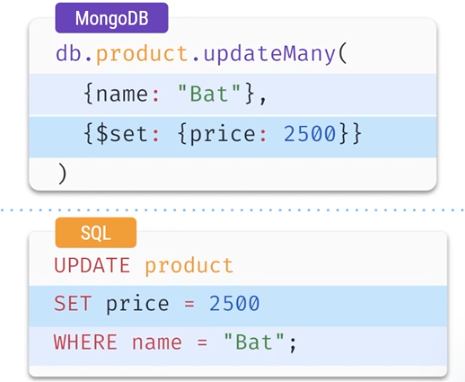 MongoDB
db.product.updateMany(
{name: "Bat"},
{$set: {price: 2500}}
)
SQL
UPDATE product
SET price = 2500
WHERE name = "Bat";